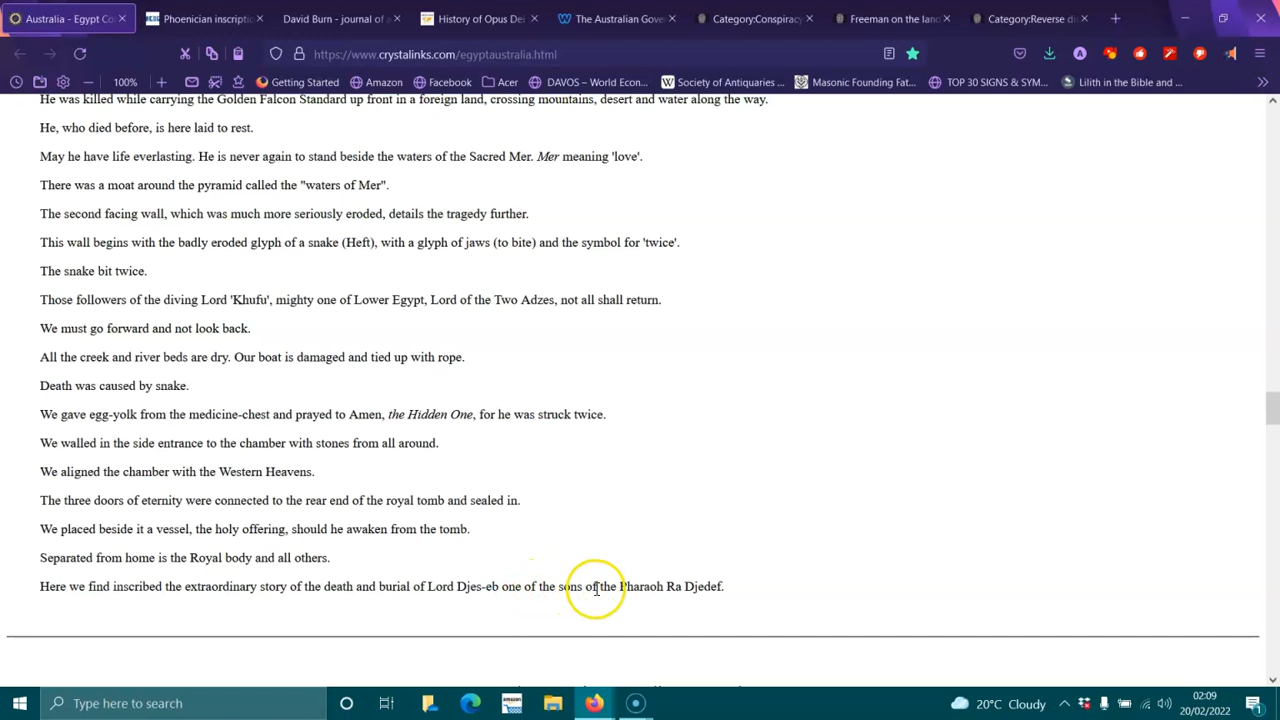 Australia - Egypt Co
Phoenician inscripti
David Burn - journal of a
History of Opus Dei
The Australian Gove
Category:Conspiracy
Freeman on the lan
Category:Reverse di
https://www.crystalinks.com/egyptaustralia.html
100%
Getting Started
Amazon
Facebook
Acer
DAVOS – World Econ...
Society of Antiquaries ...
Masonic Founding Fat...
TOP 30 SIGNS & SYM...
Lilith in the Bible and ...
He was killed while carrying the Golden Falcon Standard up front in a foreign land, crossing mountains, desert and water along the way.
He, who died before, is here laid to rest.
May he have life everlasting. He is never again to stand beside the waters of the Sacred Mer. Mer meaning 'love'.
There was a moat around the pyramid called the "waters of Mer".
The second facing wall, which was much more seriously eroded, details the tragedy further.
This wall begins with the badly eroded glyph of a snake (Heft), with a glyph of jaws (to bite) and the symbol for 'twice'.
The snake bit twice.
Those followers of the diving Lord 'Khufu', mighty one of Lower Egypt, Lord of the Two Adzes, not all shall return.
We must go forward and not look back.
All the creek and river beds are dry. Our boat is damaged and tied up with rope.
Death was caused by snake.
We gave egg-yolk from the medicine-chest and prayed to Amen, the Hidden One, for he was struck twice.
We walled in the side entrance to the chamber with stones from all around.
We aligned the chamber with the Western Heavens.
The three doors of eternity were connected to the rear end of the royal tomb and sealed in.
We placed beside it a vessel, the holy offering, should he awaken from the tomb.
Separated from home is the Royal body and all others.
Here we find inscribed the extraordinary story of the death and burial of Lord Djes-eb one of the sons of the Pharaoh Ra Djedef.
Type here to search
amazon
20°C Cloudy
02:09
20/02/2022